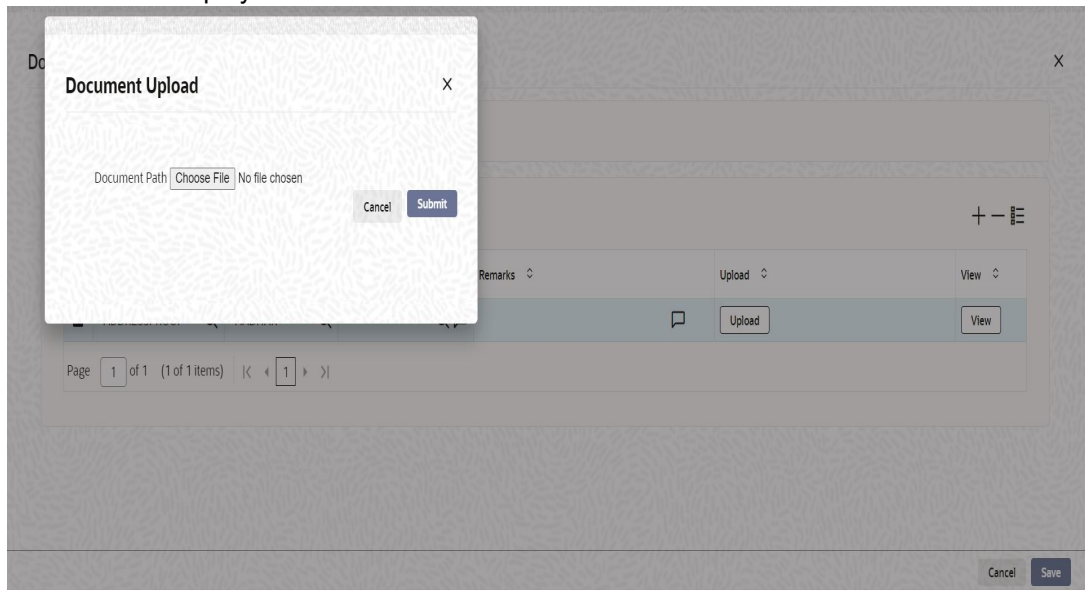 Do
Document Upload X
X
Document Path Choose File No file chosen
Cancel Submit
Remarks Upload View
Upload View
Page 1 of 1 (1 of 1 items) |< 1 >|
Cancel Save